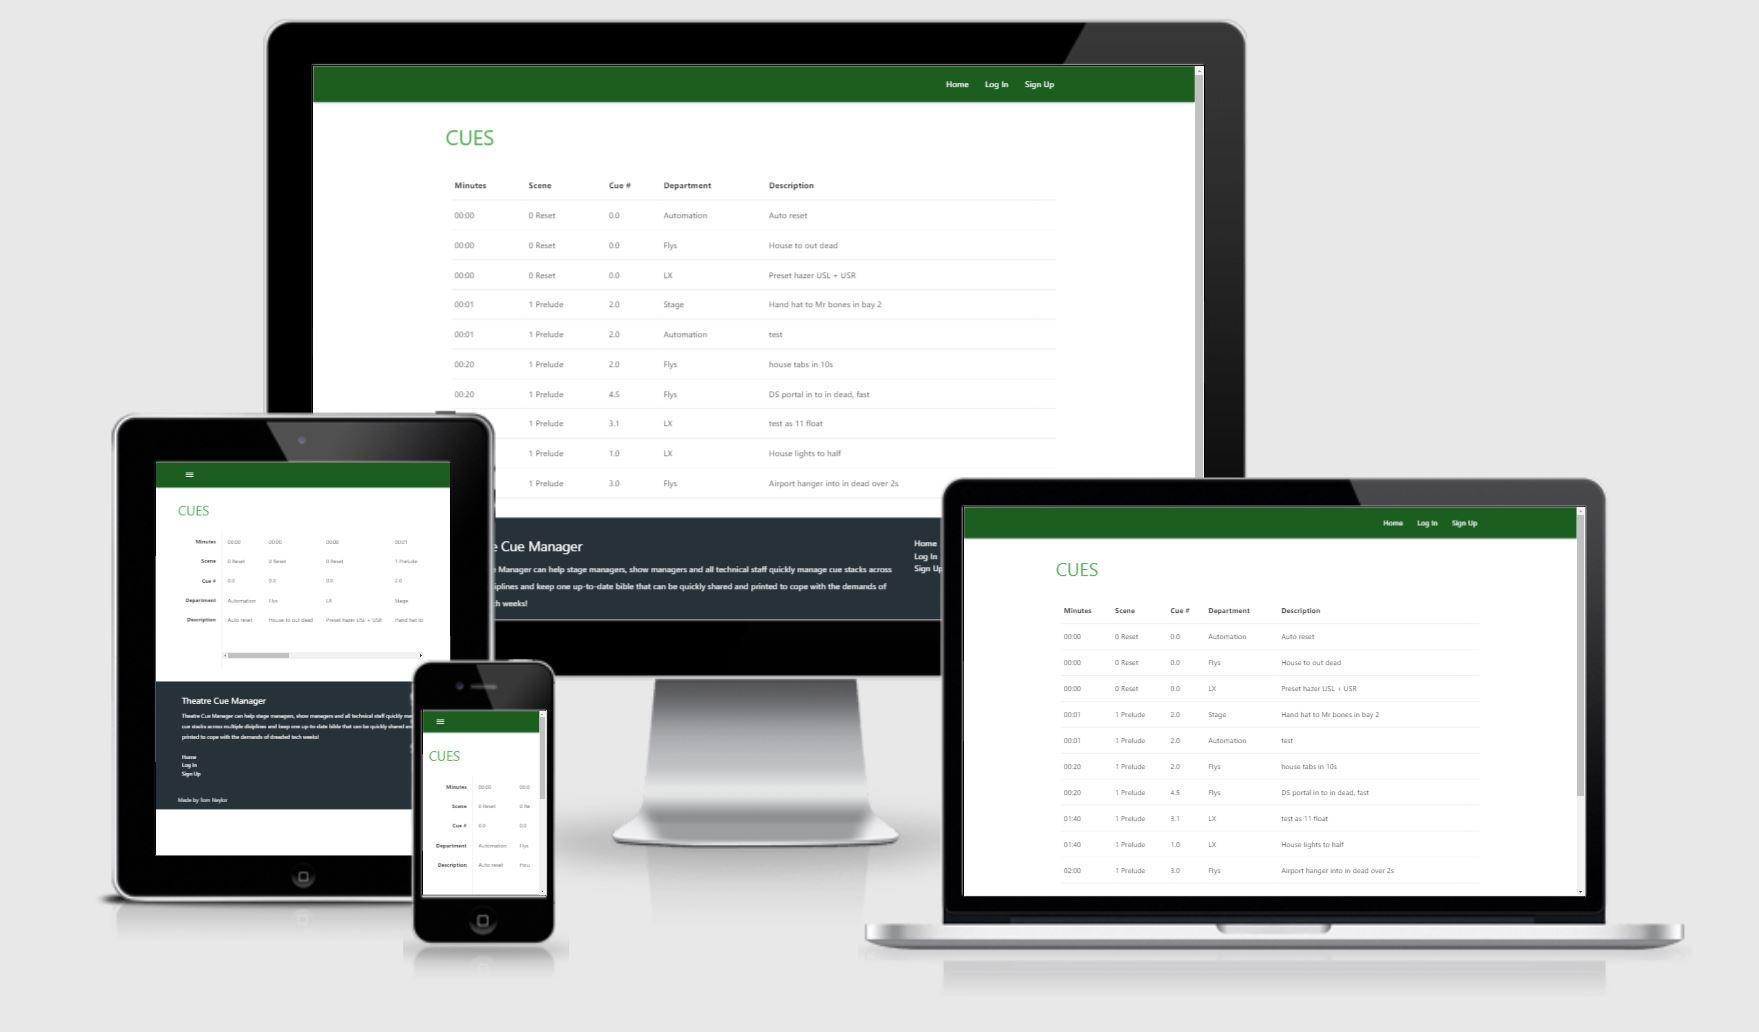 Home Log In Sign Up
CUES
Minutes Scene Cue # Department Description
00:00 0 Reset 0.0 Automation Auto reset
00:00 0 Reset 0.0 Flys House to out dead
00:00 0 Reset 0.0 LX Preset hazer USL + USR
00:01 1 Prelude 2.0 Stage Hand hat to Mr bones in bay 2
00:01 1 Prelude 2.0 Automation test
00:20 1 Prelude 2.0 Flys house tabs in 10s
00:20 1 Prelude 4.5 Flys DS portal in to in dead, fast
1 Prelude 3.1 LX test as 11 float
1 Prelude 1.0 LX House lights to half
1 Prelude 3.0 Flys Airport hanger into in dead over 2s
e Cue Manager
e Manager can help stage managers, show managers and all technical staff quickly manage cue stacks across
iplines and keep one up-to-date bible that can be quickly shared and printed to cope with the demands of
ch weeks!
Home
Log In
Sign Up
CUES
Minutes 00:00 00:00 00:00 00:01
Scene 0 Reset 0 Reset 0 Reset 1 Prelude
Cue # 0.0 0.0 0.0 2.0
Department Automation Flys LX Stage
Description Auto reset House to out dead Preset hazer USL + USR Hand hat to
Theatre Cue Manager
Theatre Cue Manager can help stage managers, show managers and all technical staff quickly
cue stacks across multiple disiplines and keep one up-to-date bible that can be quickly shared
printed to cope with the demands of dreaded tech weeks!
Home
Log In
Sign Up
Made by Tom Naylor
CUES
Minutes 00:00 00:0
Scene 0 Reset 0 Re
Cue # 0.0 0.0
Department Automation Flys
Description Auto reset Hou
Home Log In Sign Up
CUES
Minutes Scene Cue # Department Description
00:00 0 Reset 0.0 Automation Auto reset
00:00 0 Reset 0.0 Flys House to out dead
00:00 0 Reset 0.0 LX Preset hazer USL + USR
00:01 1 Prelude 2.0 Stage Hand hat to Mr bones in bay 2
00:01 1 Prelude 2.0 Automation test
00:20 1 Prelude 2.0 Flys house tabs in 10s
00:20 1 Prelude 4.5 Flys DS portal in to in dead, fast
01:40 1 Prelude 3.1 LX test as 11 float
01:40 1 Prelude 1.0 LX House lights to half
02:00 1 Prelude 3.0 Flys Airport hanger into in dead over 2s